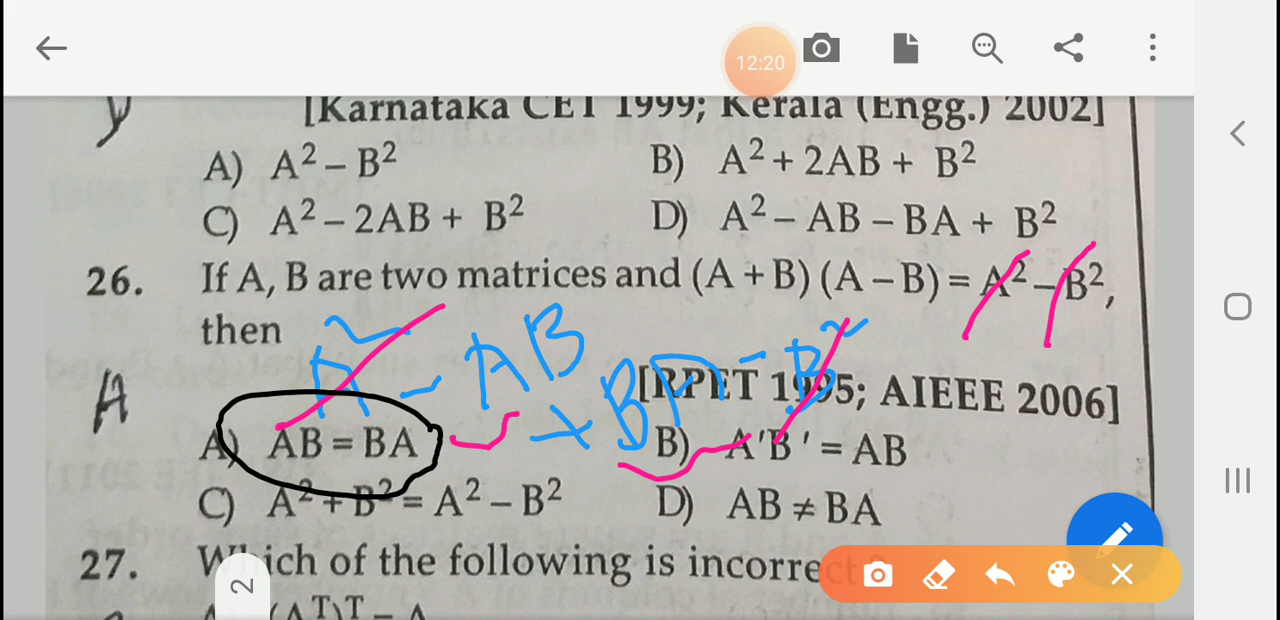 12:20
y
[Karnataka CET 1999; Kerala (Engg.) 2002]
A) A² – B² B) A² + 2AB + B²
C) A² – 2AB + B² D) A² – AB – BA + B²
26. If A, B are two matrices and (A + B) (A – B) = A² – B²,
then
A² – AB + BA – B²
[RPET 1995; AIEEE 2006]
A
A) AB = BA B) A'B' = AB
C) A² + B² = A² – B² D) AB ≠ BA
27. Which of the following is incorrect
2
(Aᵀ)ᵀ = A